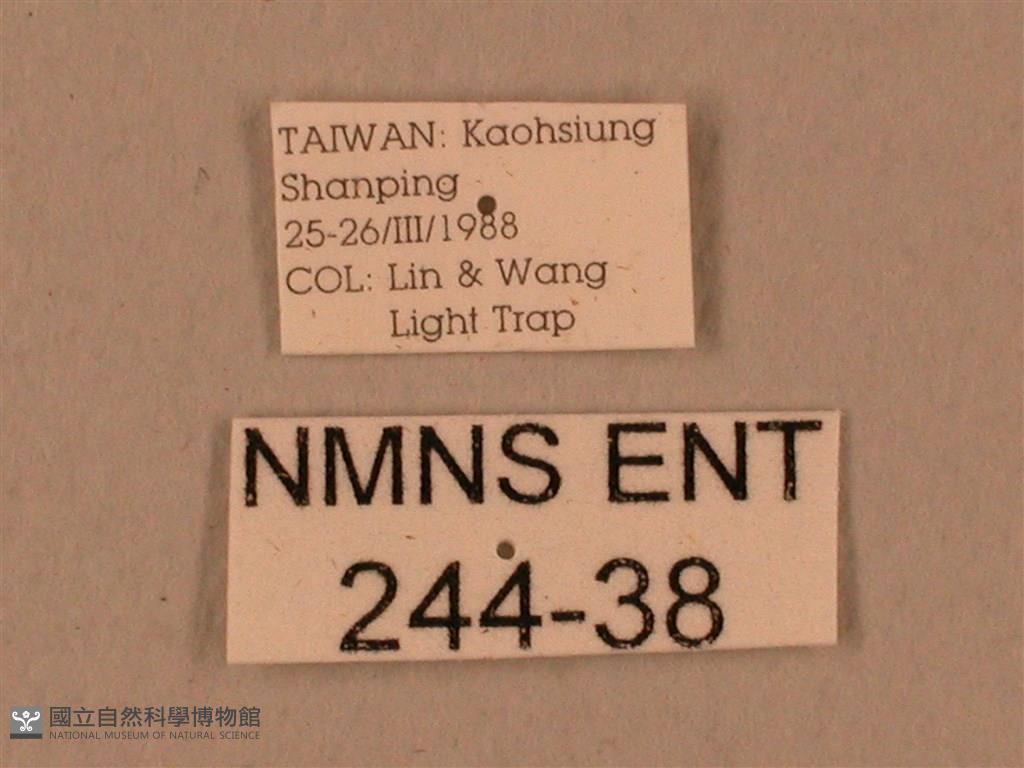 TAIWAN: Kaohsiung
Shanping
25-26/III/1988
COL: Lin & Wang
Light Trap
NMNS ENT
244-38
國立自然科學博物館
NATIONAL MUSEUM OF NATURAL SCIENCE